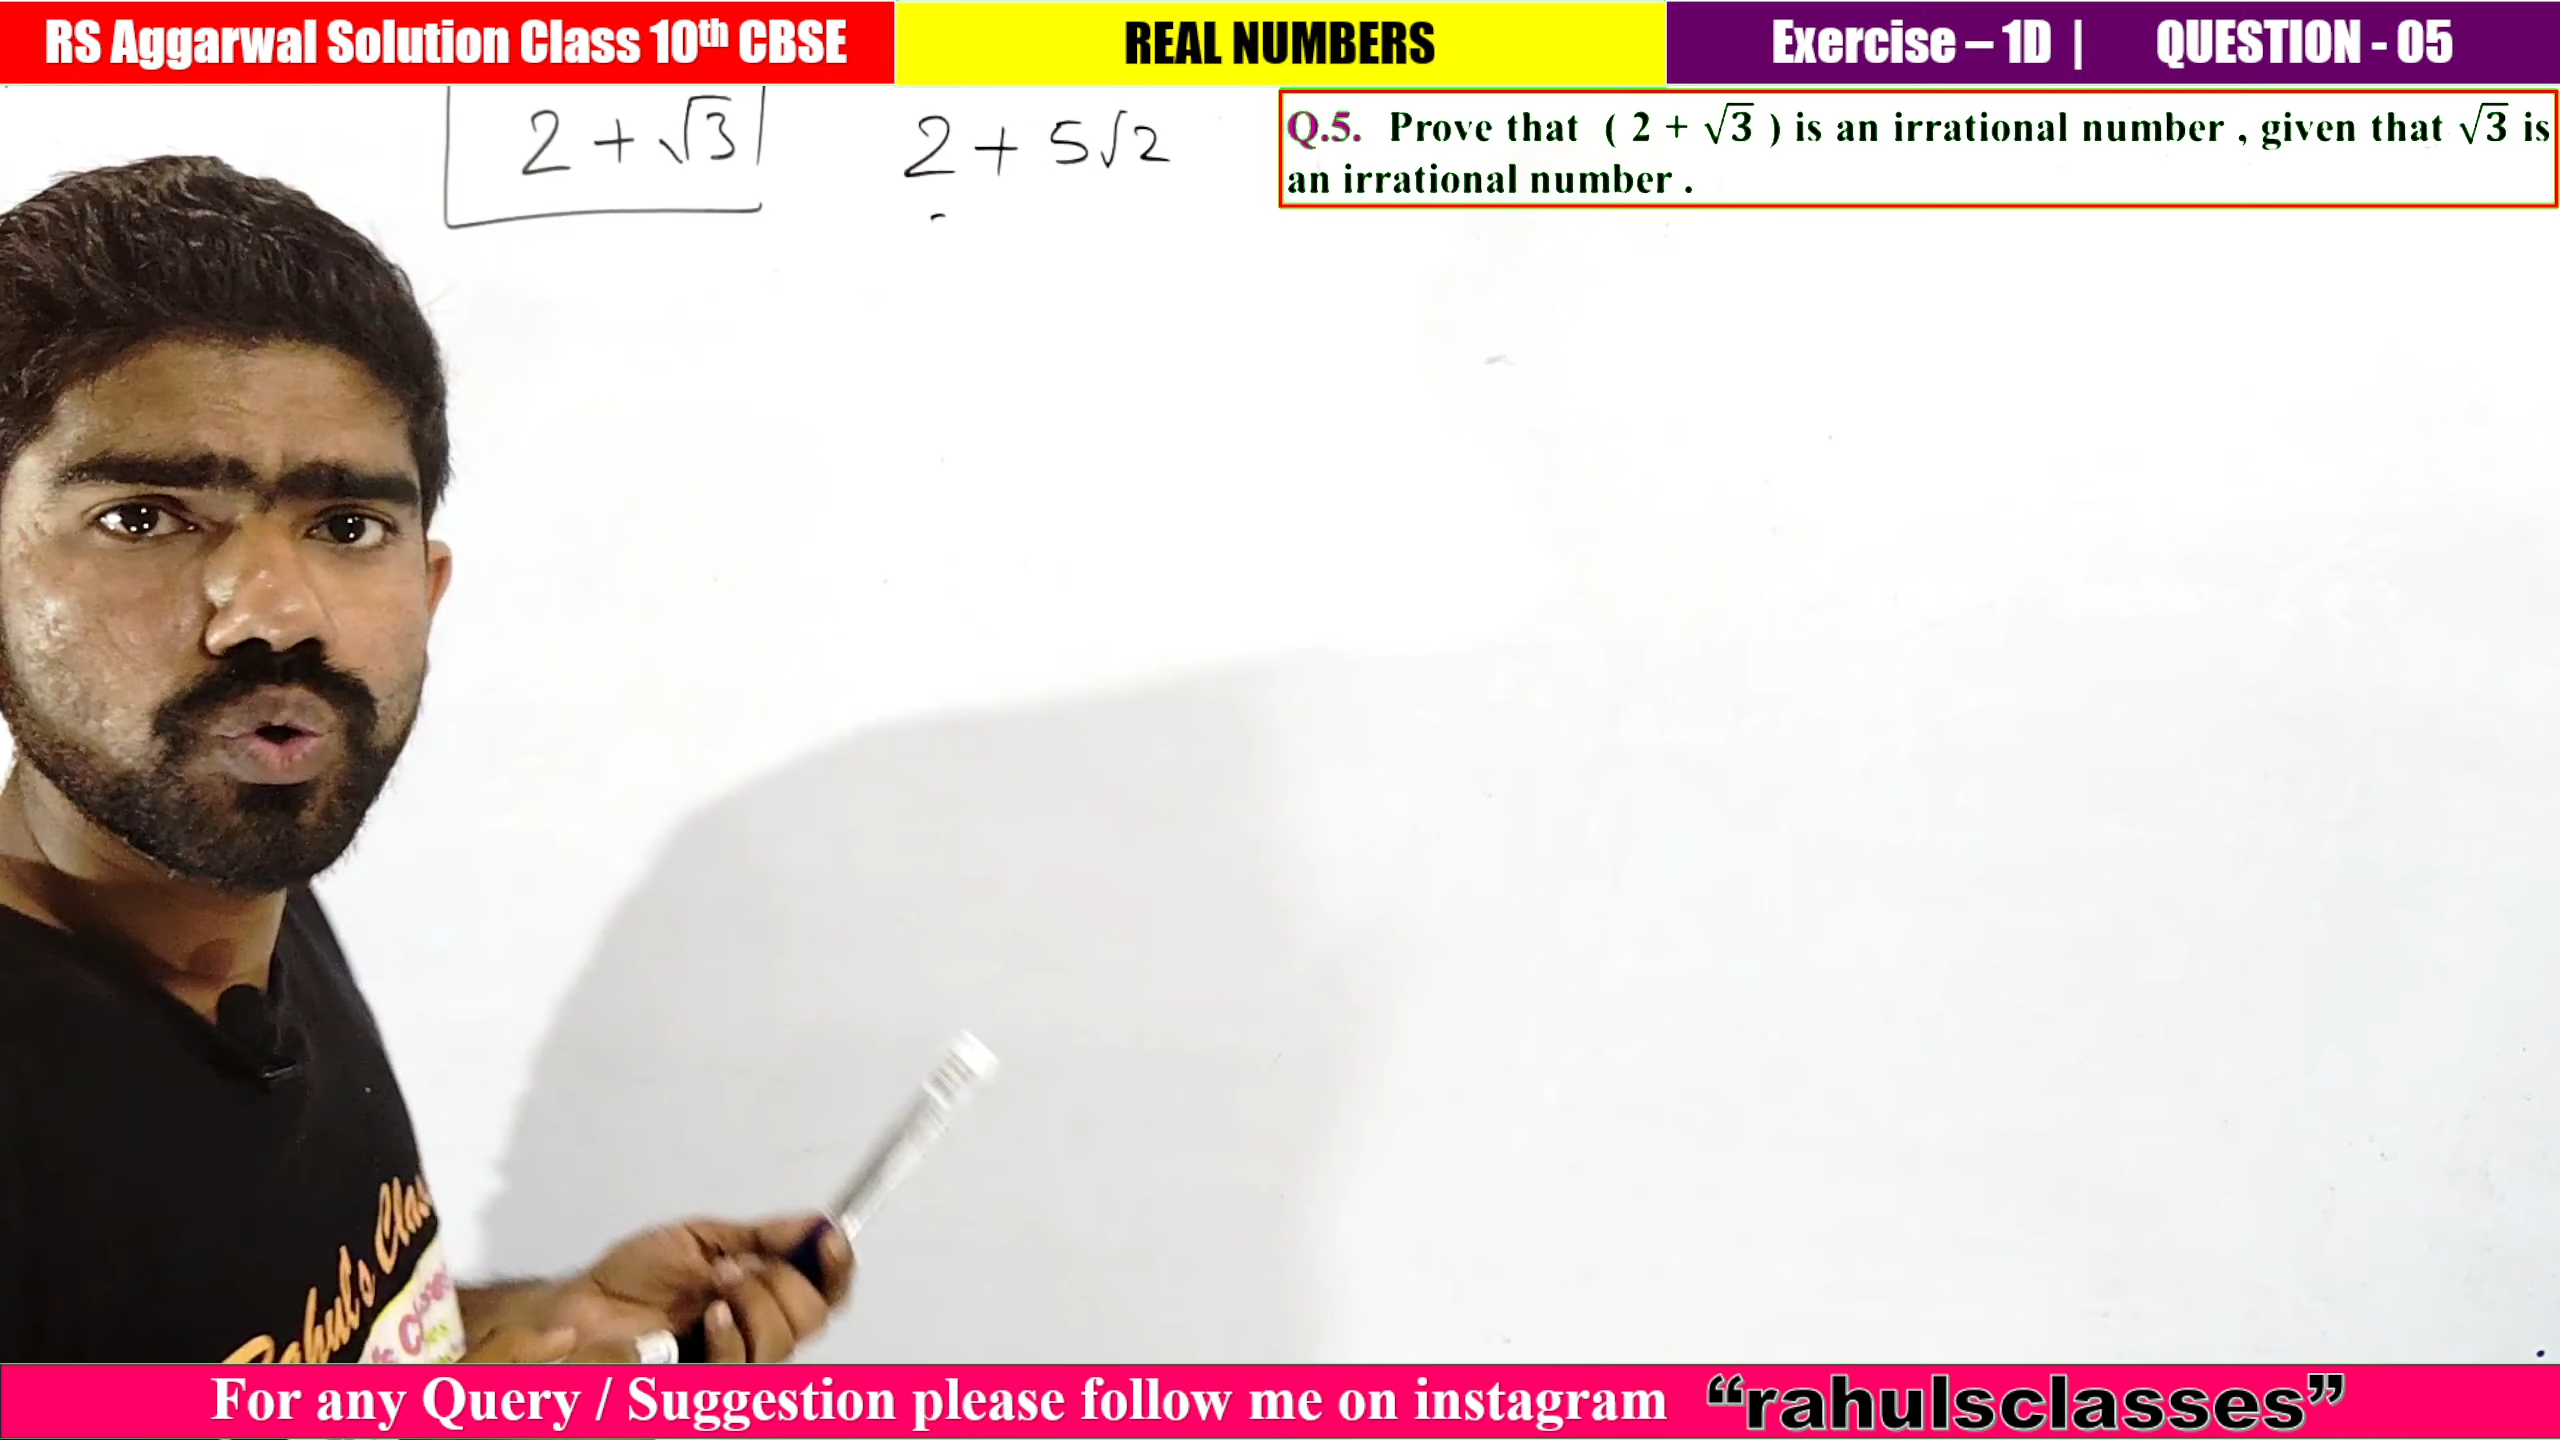 RS Aggarwal Solution Class 10th CBSE
REAL NUMBERS
Exercise – 1D | QUESTION - 05
2 + √3
2 + 5√2
Q.5. Prove that ( 2 + √3 ) is an irrational number , given that √3 is
an irrational number .
Rahul's Clas
For any Query / Suggestion please follow me on instagram “rahulsclasses”